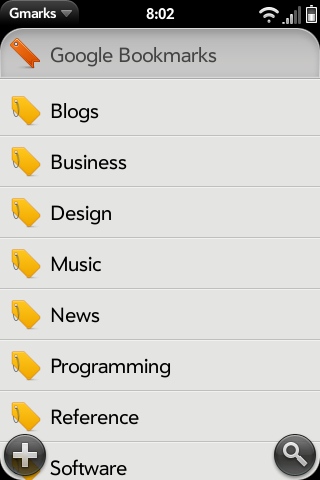 Gmarks 8:02
Google Bookmarks
Blogs
Business
Design
Music
News
Programming
Reference
Software